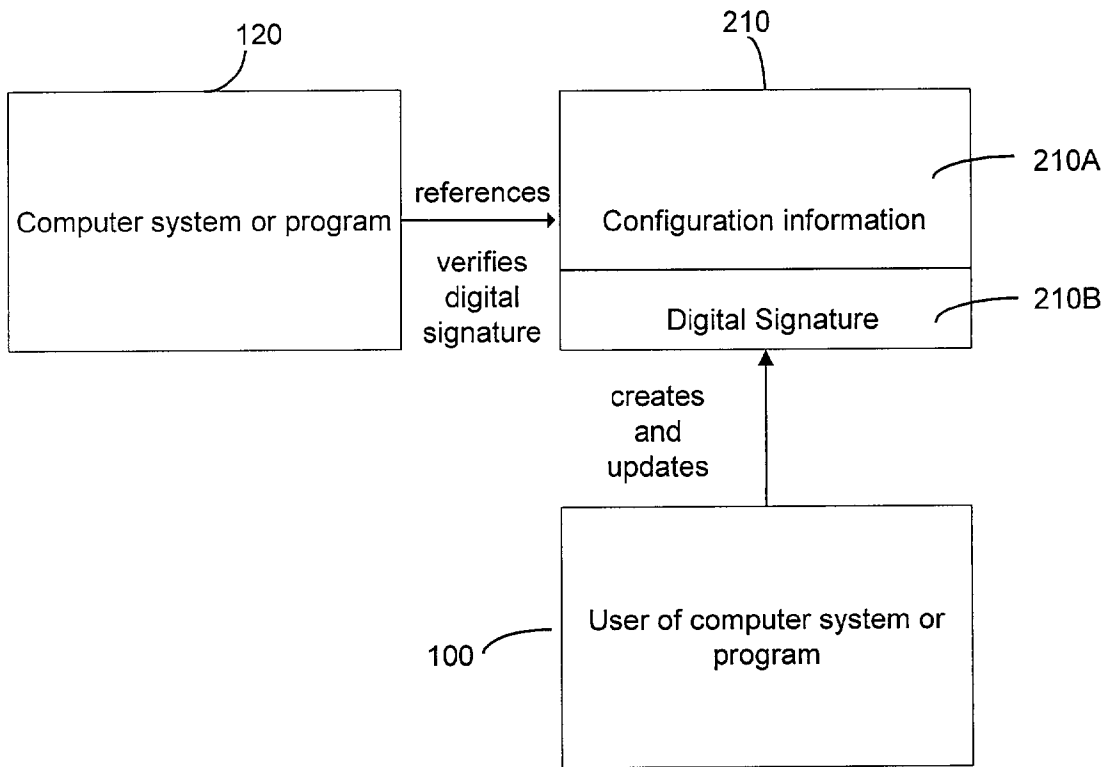 120
210
210A
references
Computer system or program
Configuration information
verifies
digital
signature
210B
Digital Signature
creates
and
updates
User of computer system or
program
100